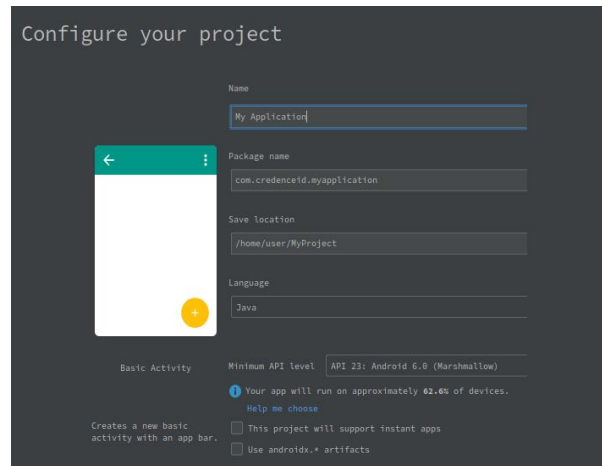 Configure your project
Name
My Application
Package name
com.credenceid.myapplication
Save location
/home/user/MyProject
Language
Java
Basic Activity
Minimum API level API 23: Android 6.0 (Marshmallow)
Your app will run on approximately 62.6% of devices.
Help me choose
Creates a new basic
activity with an app bar.
This project will support instant apps
Use androidx.* artifacts